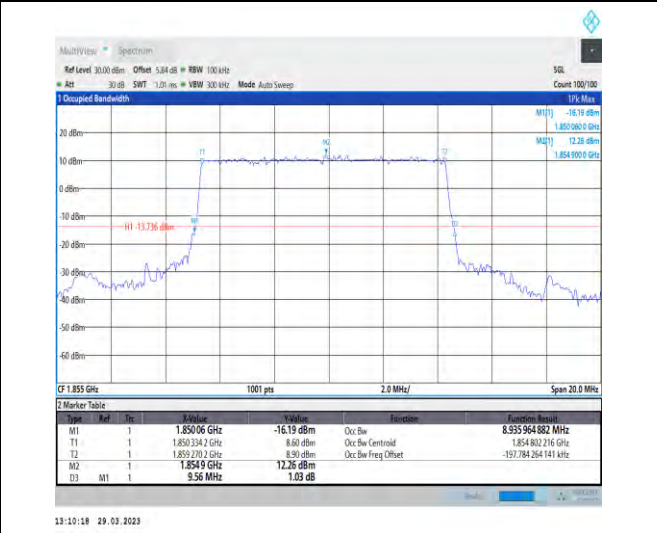 MultiView Spectrum
Ref Level 30.00 dBm Offset 5.84 dB RBW 100 kHz SGL
Att 30 dB SWT 1.01 ms VBW 300 kHz Mode Auto Sweep Count 100/100
1 Occupied Bandwidth 1Pk Max
M1[1] -16.19 dBm
1.850 060 0 GHz
M2[1] 12.26 dBm
1.854 900 0 GHz
20 dBm
M2
T1 T2
10 dBm
0 dBm
-10 dBm
M1 D3
H1 -13.736 dBm
-20 dBm
-30 dBm
-40 dBm
-50 dBm
-60 dBm
CF 1.855 GHz 1001 pts 2.0 MHz/ Span 20.0 MHz
2 Marker Table
Type Ref Trc X-Value Y-Value Function Function Result
M1 1 1.85006 GHz -16.19 dBm Occ Bw 8.935 964 882 MHz
T1 1 1.850 334 2 GHz 8.60 dBm Occ Bw Centroid 1.854 802 216 GHz
T2 1 1.859 270 2 GHz 8.90 dBm Occ Bw Freq Offset -197.784 264 141 kHz
M2 1 1.8549 GHz 12.26 dBm
D3 M1 1 9.56 MHz 1.03 dB
13:10:18 29.03.2023